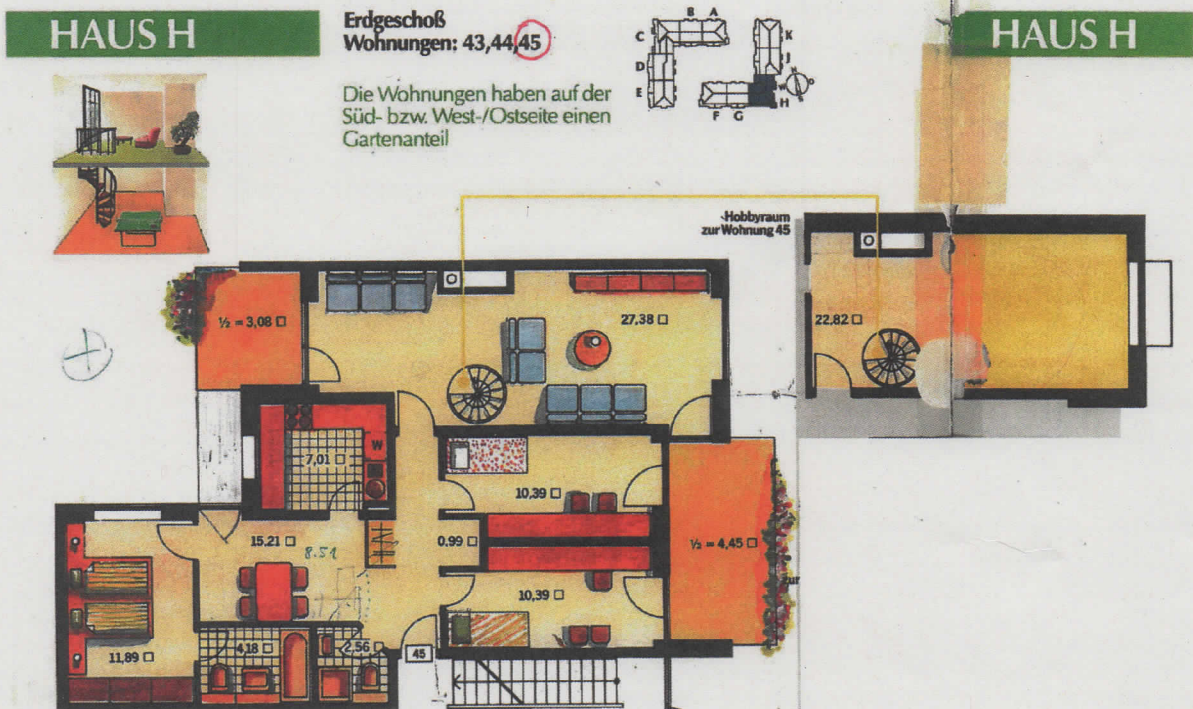 HAUS H
Erdgeschoß
Wohnungen: 43,44,45
Die Wohnungen haben auf der
Süd- bzw. West-/Ostseite einen
Gartenanteil
B A
C
K
D
J
E
H
F G
N
O
S
W
HAUS H
Hobbyraum
zur Wohnung 45
½ = 3,08 □
27,38 □
22,82 □
7,01 □
W
10,39 □
15,21 □
8.51
0,99 □
½ = 4,45 □
zur
10,39 □
11,89 □
4,18 □
2,56 □
45